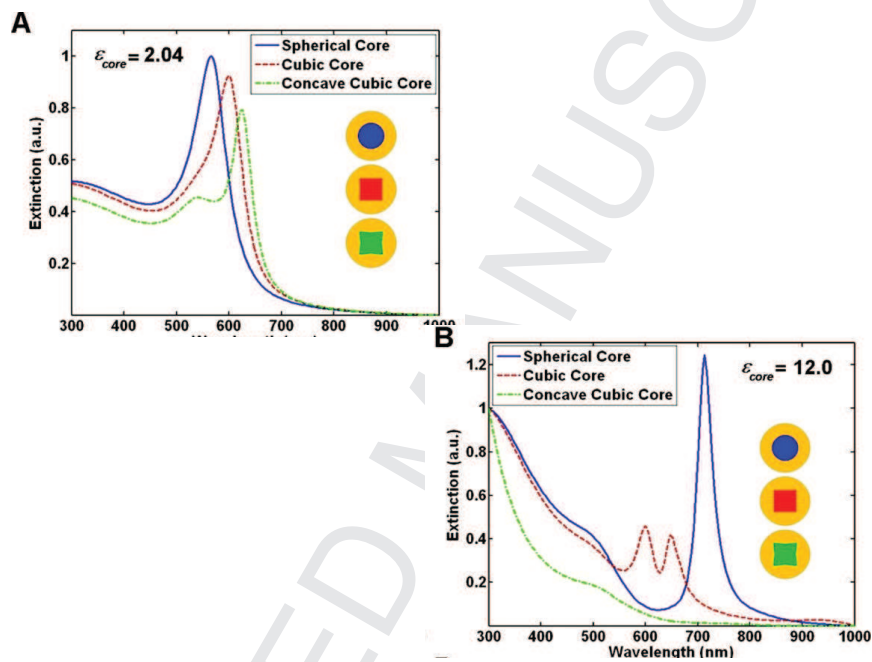 A
ε_core = 2.04
Spherical Core
Cubic Core
Concave Cubic Core
Extinction (a.u.)
1
0.8
0.6
0.4
0.2
300 400 500 600 700 800 900 1000
B
Spherical Core
Cubic Core
Concave Cubic Core
ε_core = 12.0
Extinction (a.u.)
1.2
1
0.8
0.6
0.4
0.2
300 400 500 600 700 800 900 1000
Wavelength (nm)